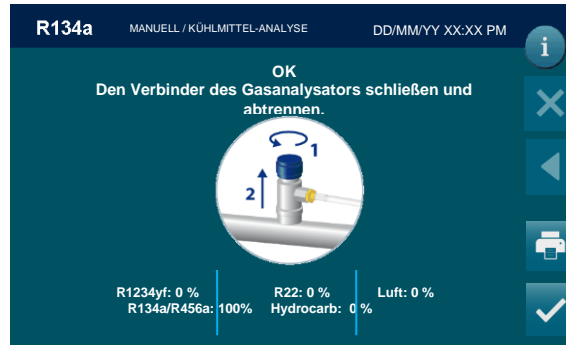 R134a MANUELL / KÜHLMITTEL-ANALYSE DD/MM/YY XX:XX PM
i
OK
Den Verbinder des Gasanalysators schließen und
abtrennen.
1
2
R1234yf: 0 % R22: 0 % Luft: 0 %
R134a/R456a: 100% Hydrocarb: 0 %